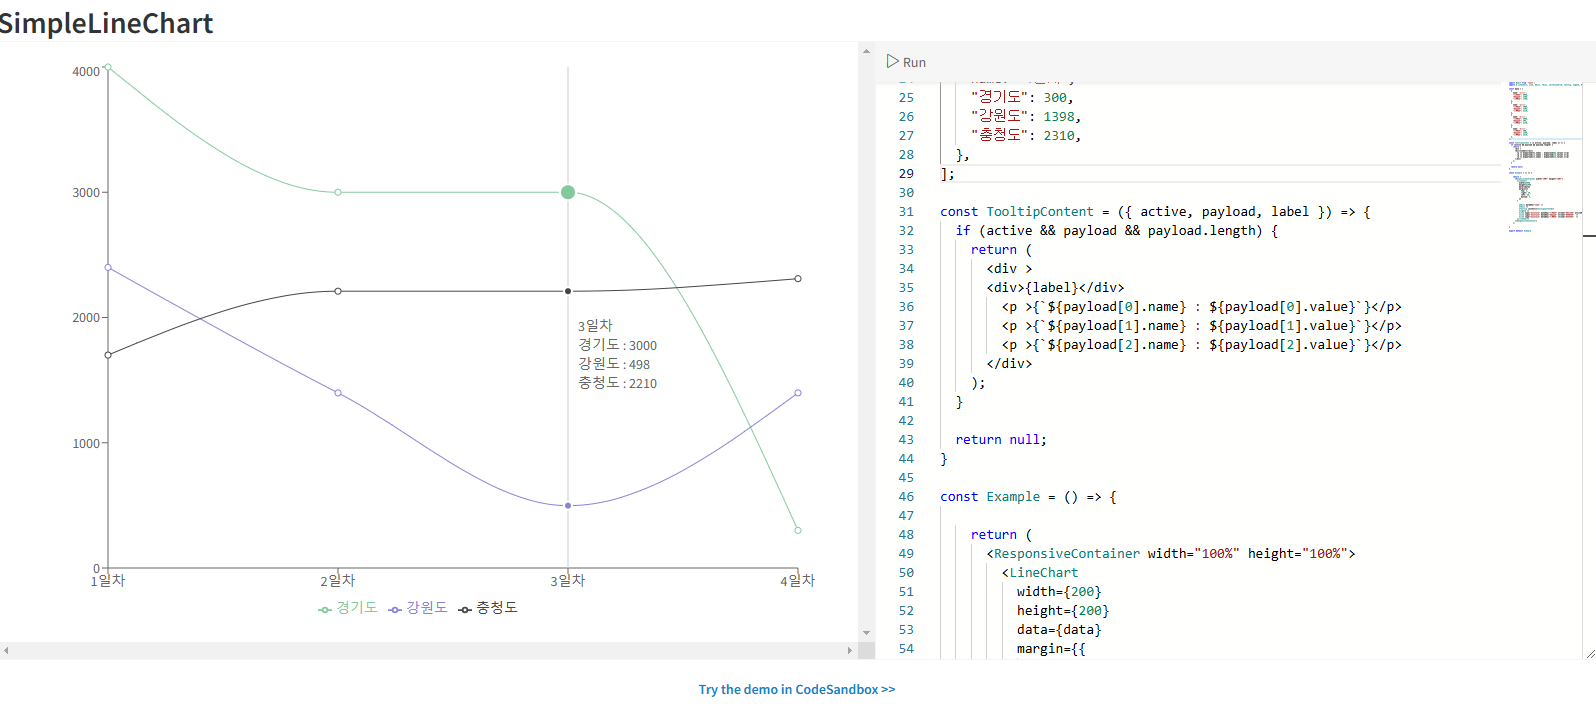 SimpleLineChart
4000
3000
2000
1000
0
1일차 2일차 3일차 4일차
3일차
경기도 : 3000
강원도 : 498
충청도 : 2210
경기도 강원도 충청도
Run
25 "경기도": 300,
26 "강원도": 1398,
27 "충청도": 2310,
28 },
29 ];
30
31 const TooltipContent = ({ active, payload, label }) => {
32 if (active && payload && payload.length) {
33 return (
34 <div >
35 <div>{label}</div>
36 <p >{`${payload[0].name} : ${payload[0].value}`}</p>
37 <p >{`${payload[1].name} : ${payload[1].value}`}</p>
38 <p >{`${payload[2].name} : ${payload[2].value}`}</p>
39 </div>
40 );
41 }
42
43 return null;
44 }
45
46 const Example = () => {
47
48 return (
49 <ResponsiveContainer width="100%" height="100%">
50 <LineChart
51 width={200}
52 height={200}
53 data={data}
54 margin={{
Try the demo in CodeSandbox >>